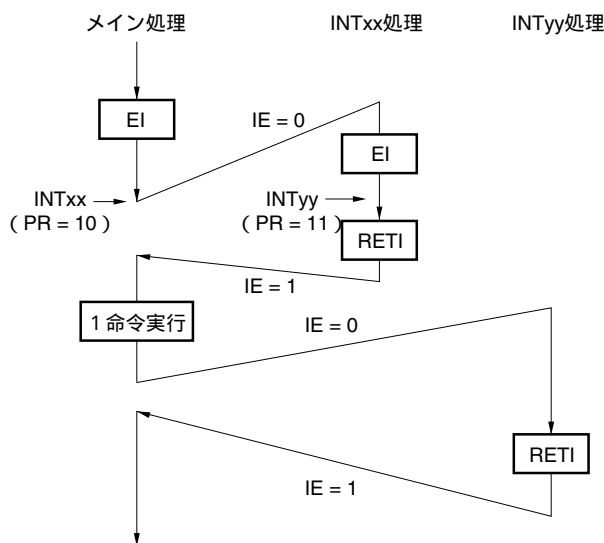 メイン処理
INTxx処理
INTyy処理
EI
IE = 0
EI
INTxx
(PR = 10)
INTyy
(PR = 11)
RETI
IE = 1
1 命令実行
IE = 0
RETI
IE = 1